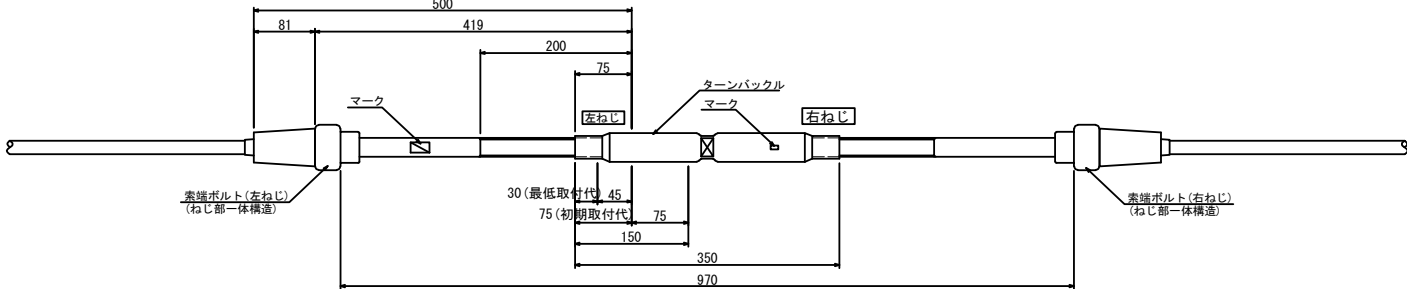 500
81
419
200
75
マーク
ターンバックル
マーク
左ねじ
右ねじ
索端ボルト(左ねじ)
(ねじ部一体構造)
30(最低取付代)
45
75(初期取付代)
75
150
350
970
索端ボルト(右ねじ)
(ねじ部一体構造)